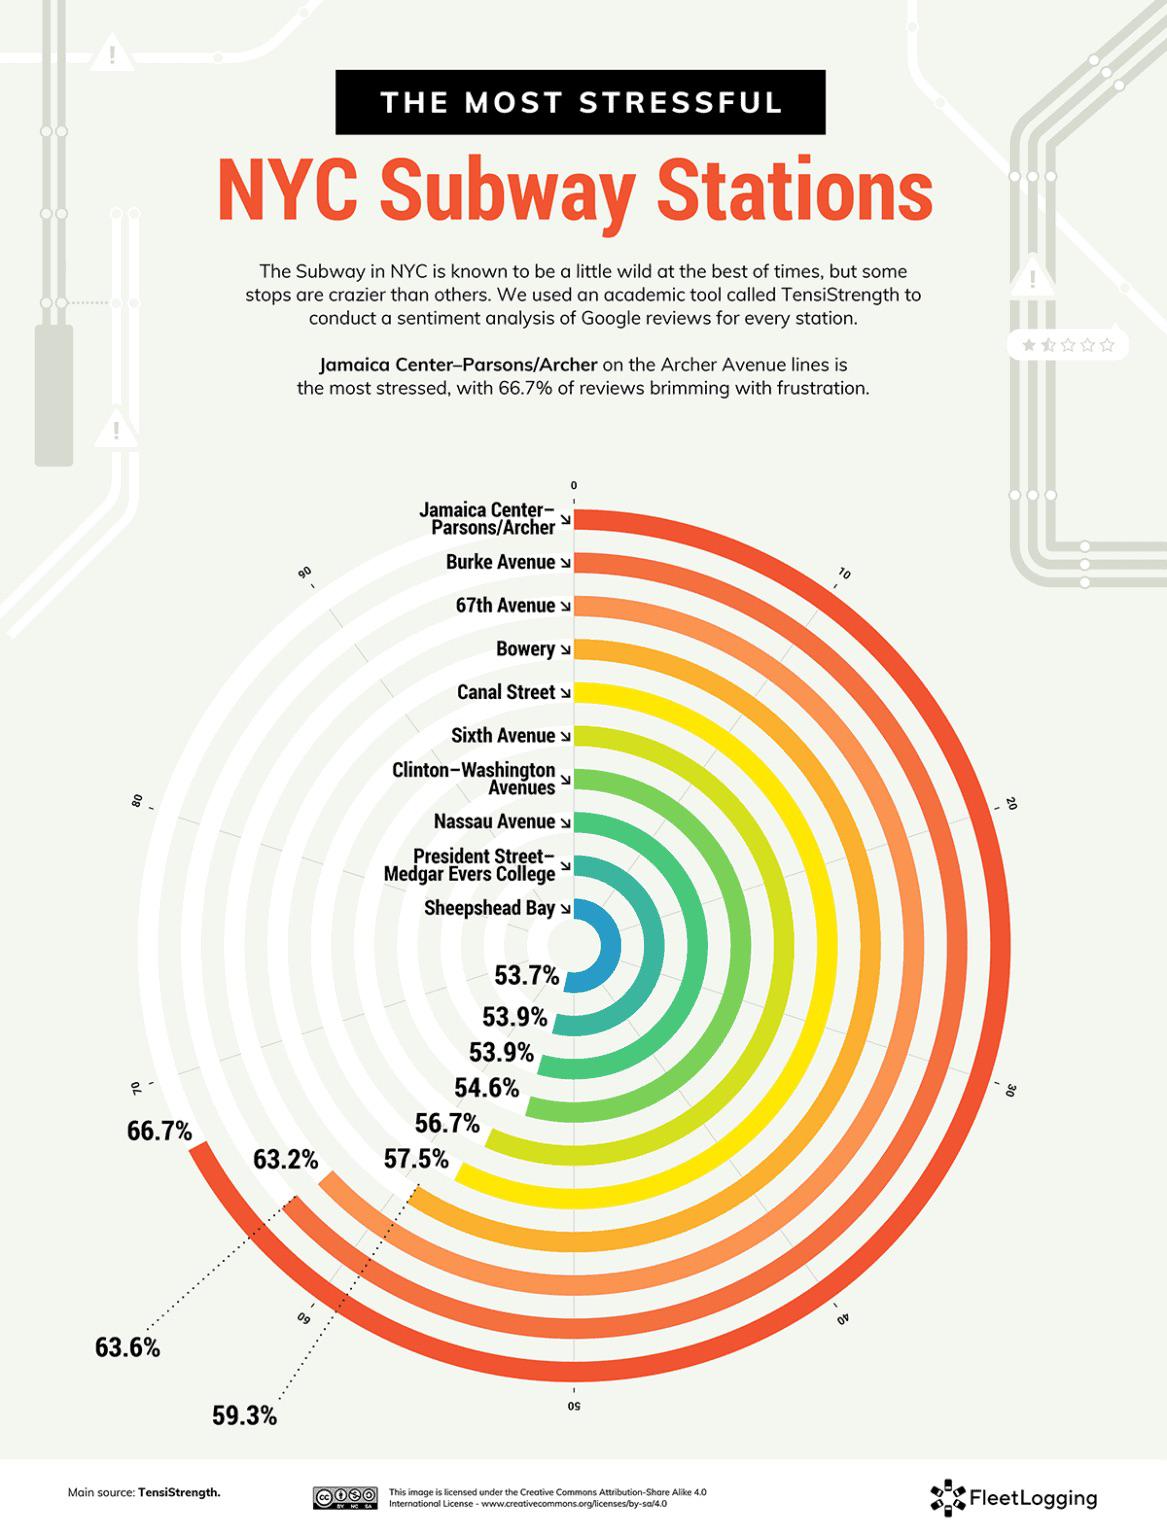 THE MOST STRESSFUL
NYC Subway Stations
The Subway in NYC is known to be a little wild at the best of times, but some
stops are crazier than others. We used an academic tool called TensiStrength to
conduct a sentiment analysis of Google reviews for every station.
Jamaica Center–Parsons/Archer on the Archer Avenue lines is
the most stressed, with 66.7% of reviews brimming with frustration.
0
Jamaica Center–
Parsons/Archer
Burke Avenue
90
10
67th Avenue
Bowery
Canal Street
Sixth Avenue
Clinton–Washington
Avenues
80
20
Nassau Avenue
President Street–
Medgar Evers College
Sheepshead Bay
53.7%
53.9%
53.9%
54.6%
70
30
56.7%
66.7%
63.2%
57.5%
60
40
63.6%
50
59.3%
Main source: TensiStrength.
CC BY NC SA
This image is licensed under the Creative Commons Attribution-Share Alike 4.0
International License - www.creativecommons.org/licenses/by-sa/4.0
FleetLogging